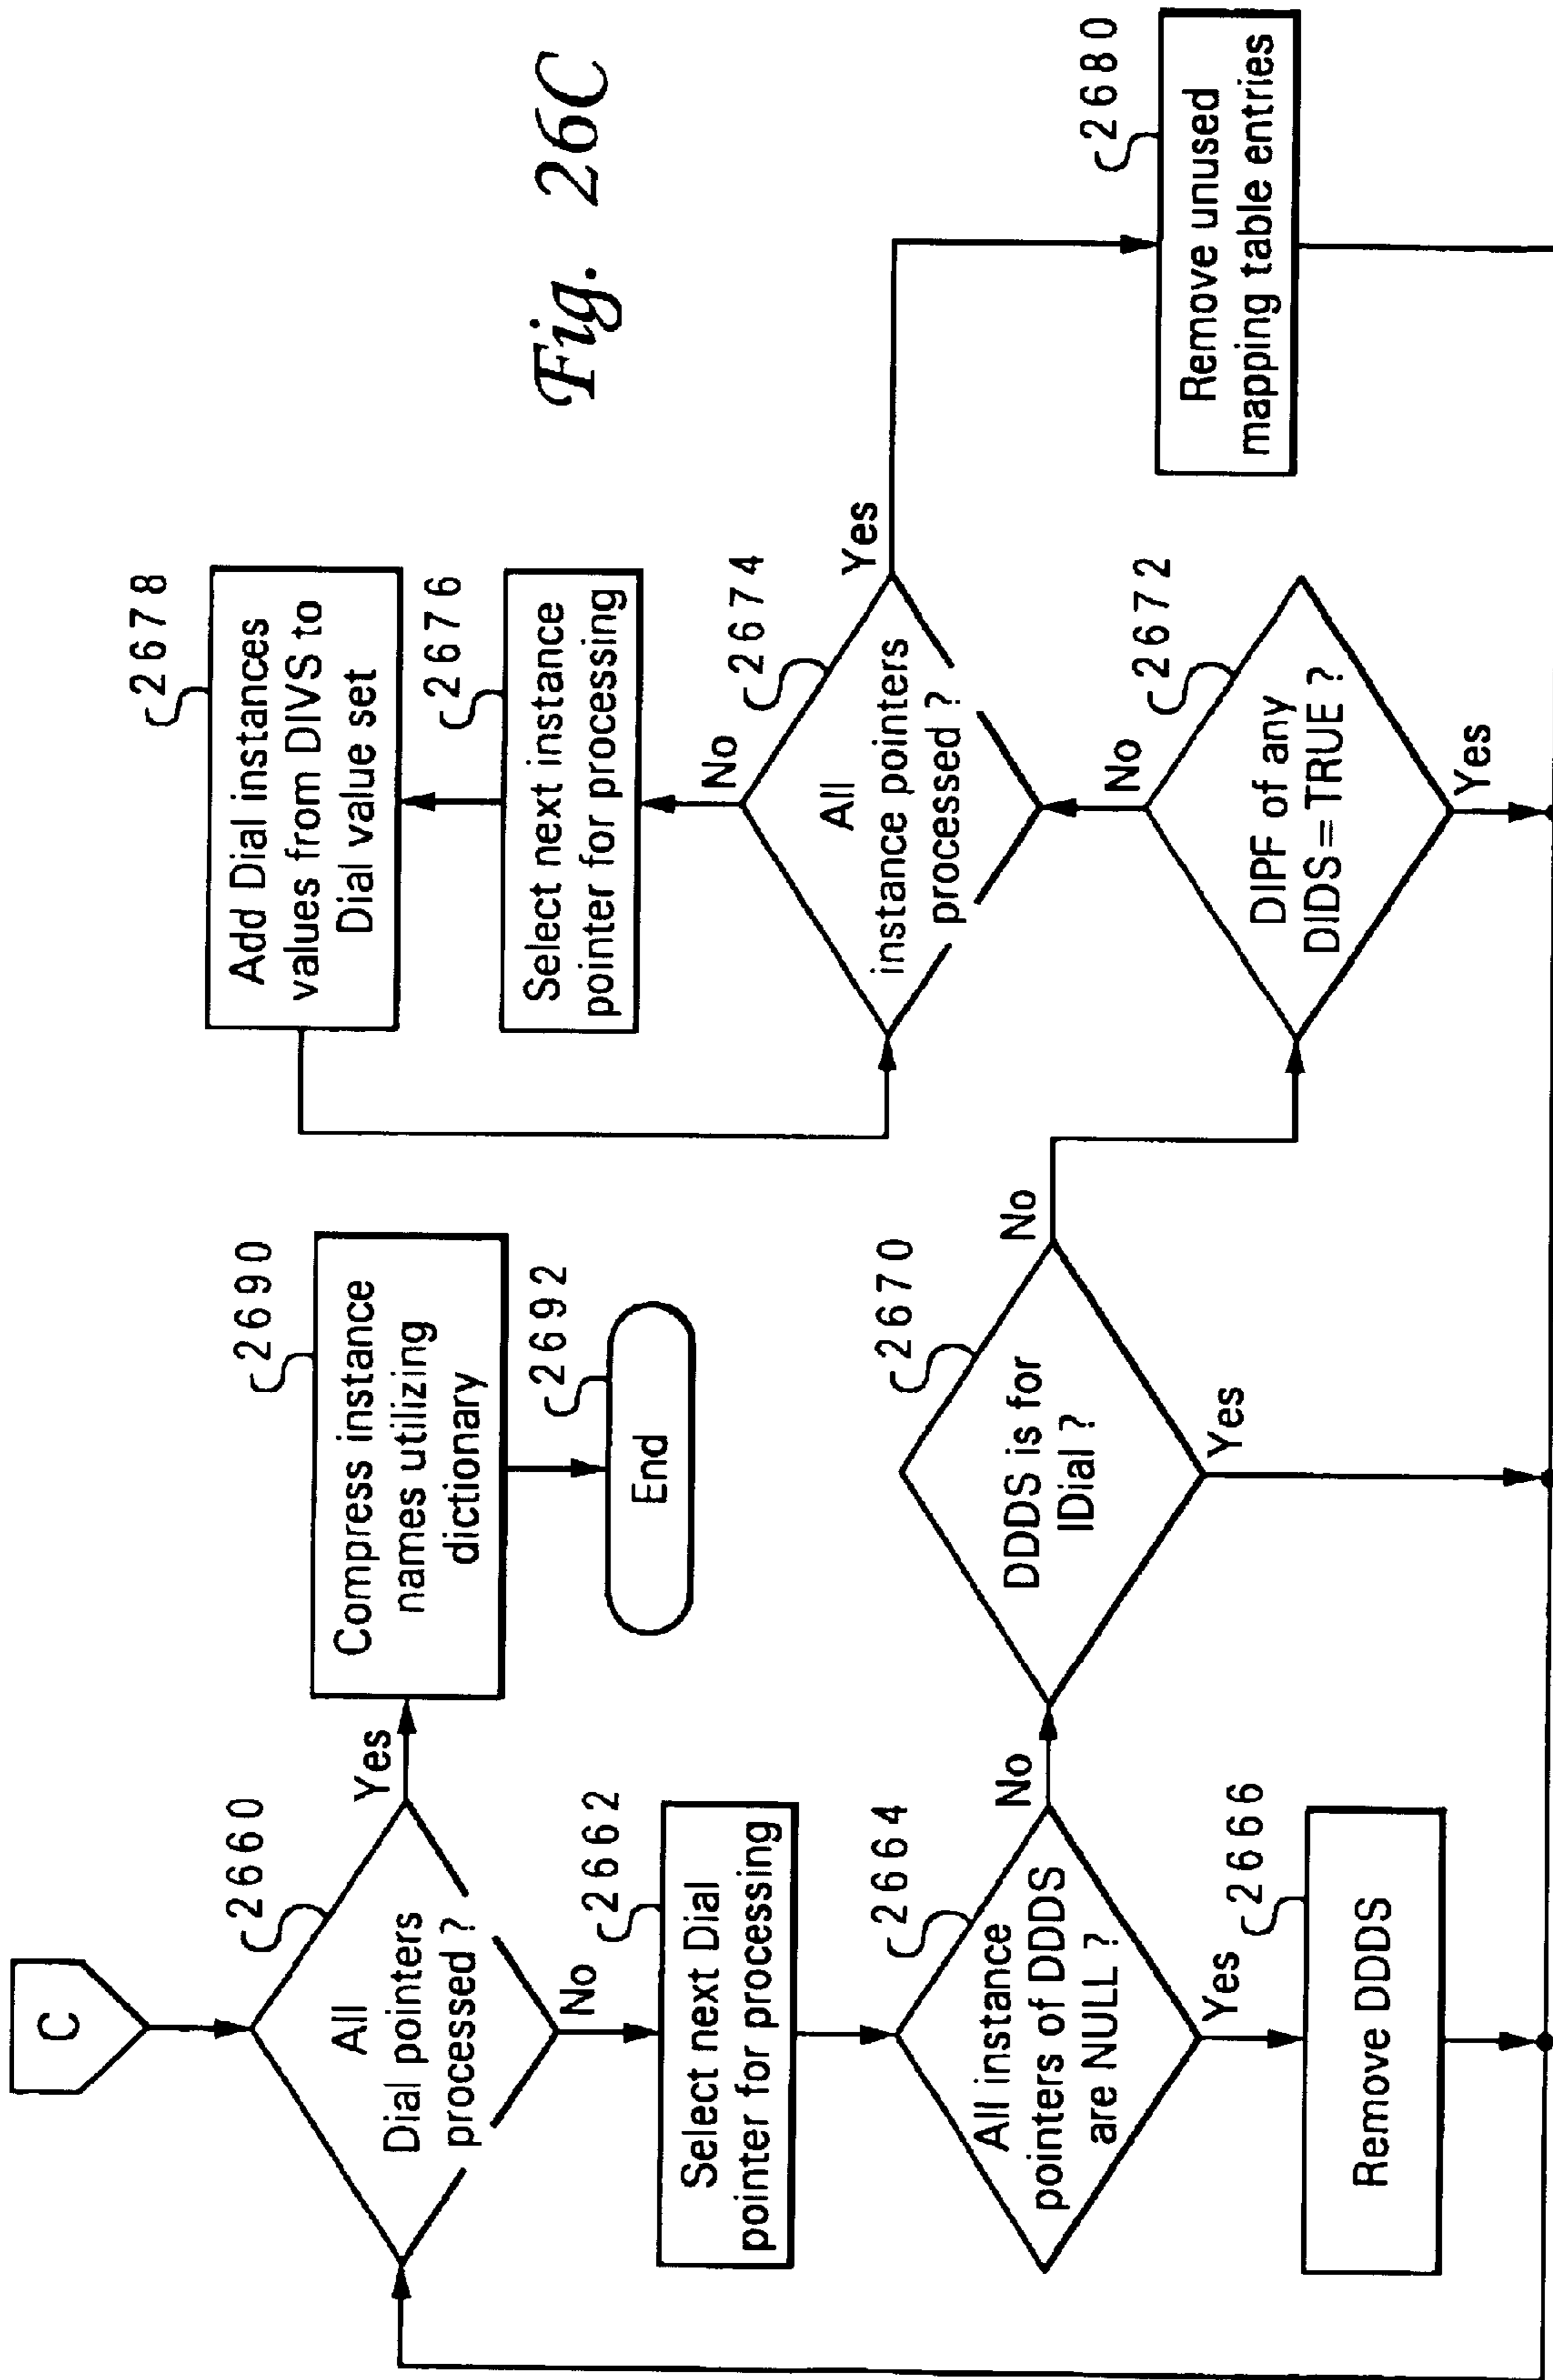 C
2660
All
Dial pointers
processed ?
Yes
No
2690
Compress instance
names utilizing
dictionary
2692
End
2662
Select next Dial
pointer for processing
2664
All instance
pointers of DDDS
are NULL ?
No
Yes
2666
Remove DDDS
2670
DDDS is for
IDial ?
No
Yes
2678
Add Dial instances
values from DIVS to
Dial value set
2676
Select next instance
pointer for processing
2674
No
Yes
All
instance pointers
processed ?
2672
No
DIPF of any
DIDS=TRUE ?
Yes
2680
Remove unused
mapping table entries
Fig. 26C